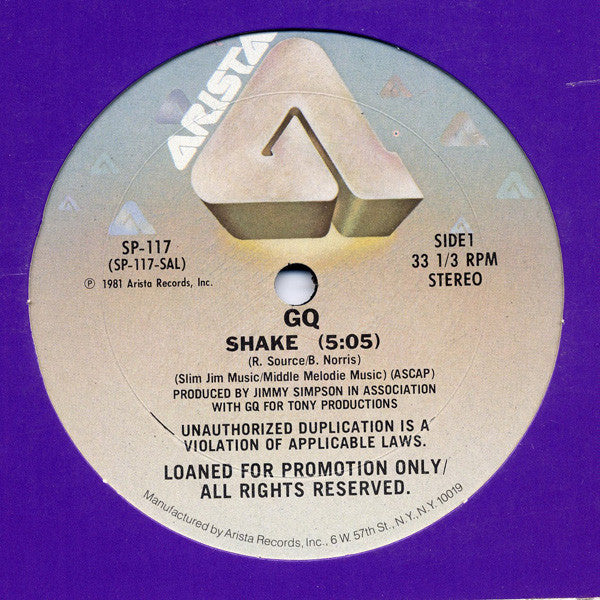 ARISTA
SP-117
(SP-117-SAL)
℗ 1981 Arista Records, Inc.
SIDE1
33 1/3 RPM
STEREO
GQ
SHAKE (5:05)
(R. Source/B. Norris)
(Slim Jim Music/Middle Melodie Music) (ASCAP)
PRODUCED BY JIMMY SIMPSON IN ASSOCIATION
WITH GQ FOR TONY PRODUCTIONS
UNAUTHORIZED DUPLICATION IS A
VIOLATION OF APPLICABLE LAWS.
LOANED FOR PROMOTION ONLY/
ALL RIGHTS RESERVED.
Manufactured by Arista Records, Inc., 6 W. 57th St., N.Y., N.Y. 10019